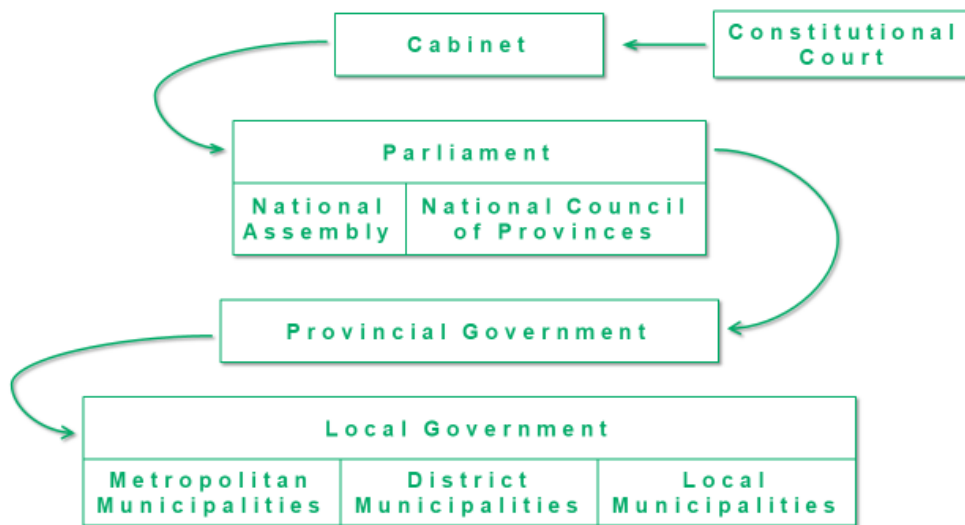 Cabinet
Constitutional
Court
Parliament
National
Assembly
National Council
of Provinces
Provincial Government
Local Government
Metropolitan
Municipalities
District
Municipalities
Local
Municipalities